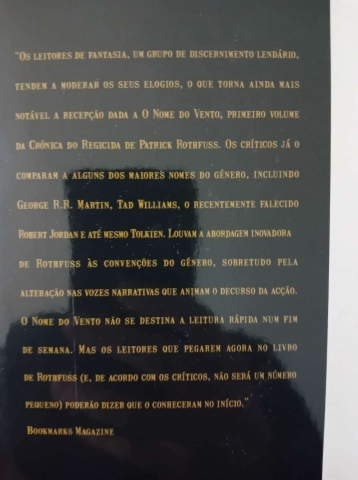 "Os leitores de fantasia, um grupo de discernimento lendário,
tendem a moderar os seus elogios, o que torna ainda mais
notável a recepção dada a O Nome do Vento, primeiro volume
da Crônica do Regicida de Patrick Rothfuss. Os críticos já o
comparam a alguns dos maiores nomes do género, incluindo
George R.R. Martin, Tad Williams, o recentemente falecido
Robert Jordan e até mesmo Tolkien. Louvam a abordagem inovadora
de Rothfuss às convenções do género, sobretudo pela
alteração nas vozes narrativas que animam o decurso da acção.
O Nome do Vento não se destina a leitura rápida num fim
de semana. Mas os leitores que pegarem agora no livro
de Rothfuss (e, de acordo com os críticos, não será um número
pequeno) poderão dizer que o conheceram no início."
Bookmarks Magazine